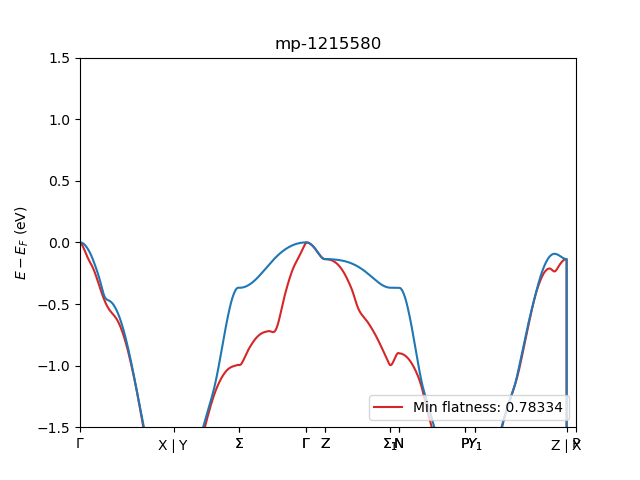 mp-1215580
E − E_F (eV)
1.5
1.0
0.5
0.0
−0.5
−1.0
−1.5
Min flatness: 0.78334
Γ X | Y Σ Γ Z Σ₁ N P Y₁ Z | X P